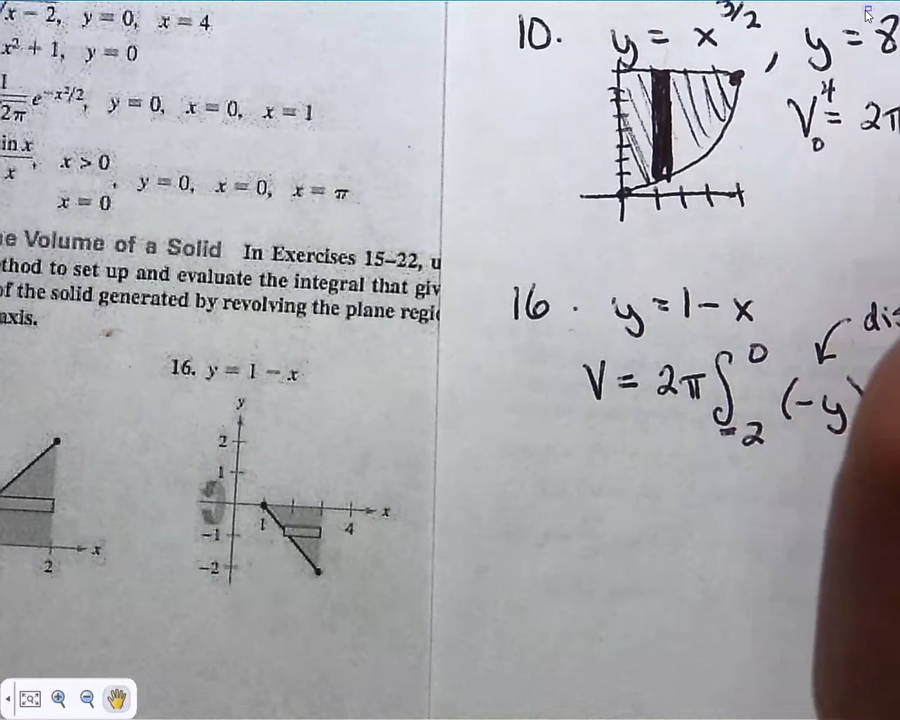 x − 2, y = 0, x = 4
x² + 1, y = 0
1
2π e^−x²/2, y = 0, x = 0, x = 1
in x
x , x > 0
, y = 0, x = 0, x = π
x = 0
e Volume of a Solid In Exercises 15–22, u
thod to set up and evaluate the integral that giv
of the solid generated by revolving the plane regi
axis.
16. y = 1 − x
y
2
1
−1
−2
1
4
x
x
2
10. y = x^3/2, y = 8
V = 2π
4
0
16. y = 1 − x
dis
V = 2π ∫ 0 −2 (−y)